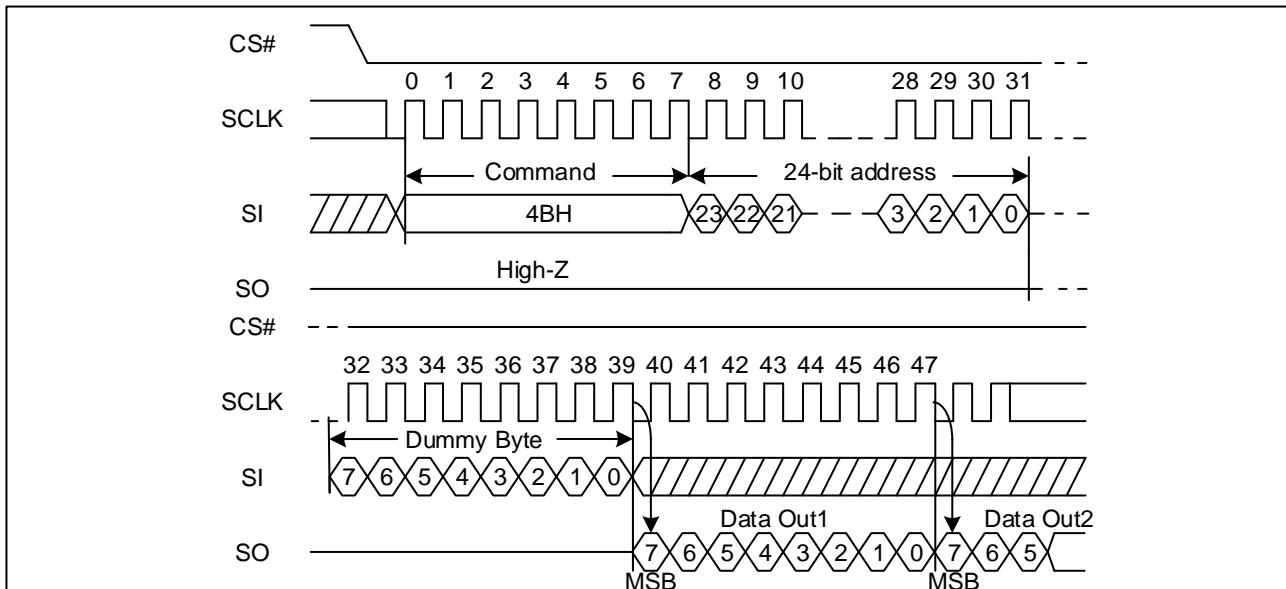 CS#
0 1 2 3 4 5 6 7 8 9 10 28 29 30 31
SCLK
Command 24-bit address
SI 4BH 23 22 21 3 2 1 0
High-Z
SO
CS#
32 33 34 35 36 37 38 39 40 41 42 43 44 45 46 47
SCLK
Dummy Byte
SI 7 6 5 4 3 2 1 0
Data Out1 Data Out2
SO 7 6 5 4 3 2 1 0 7 6 5
MSB MSB